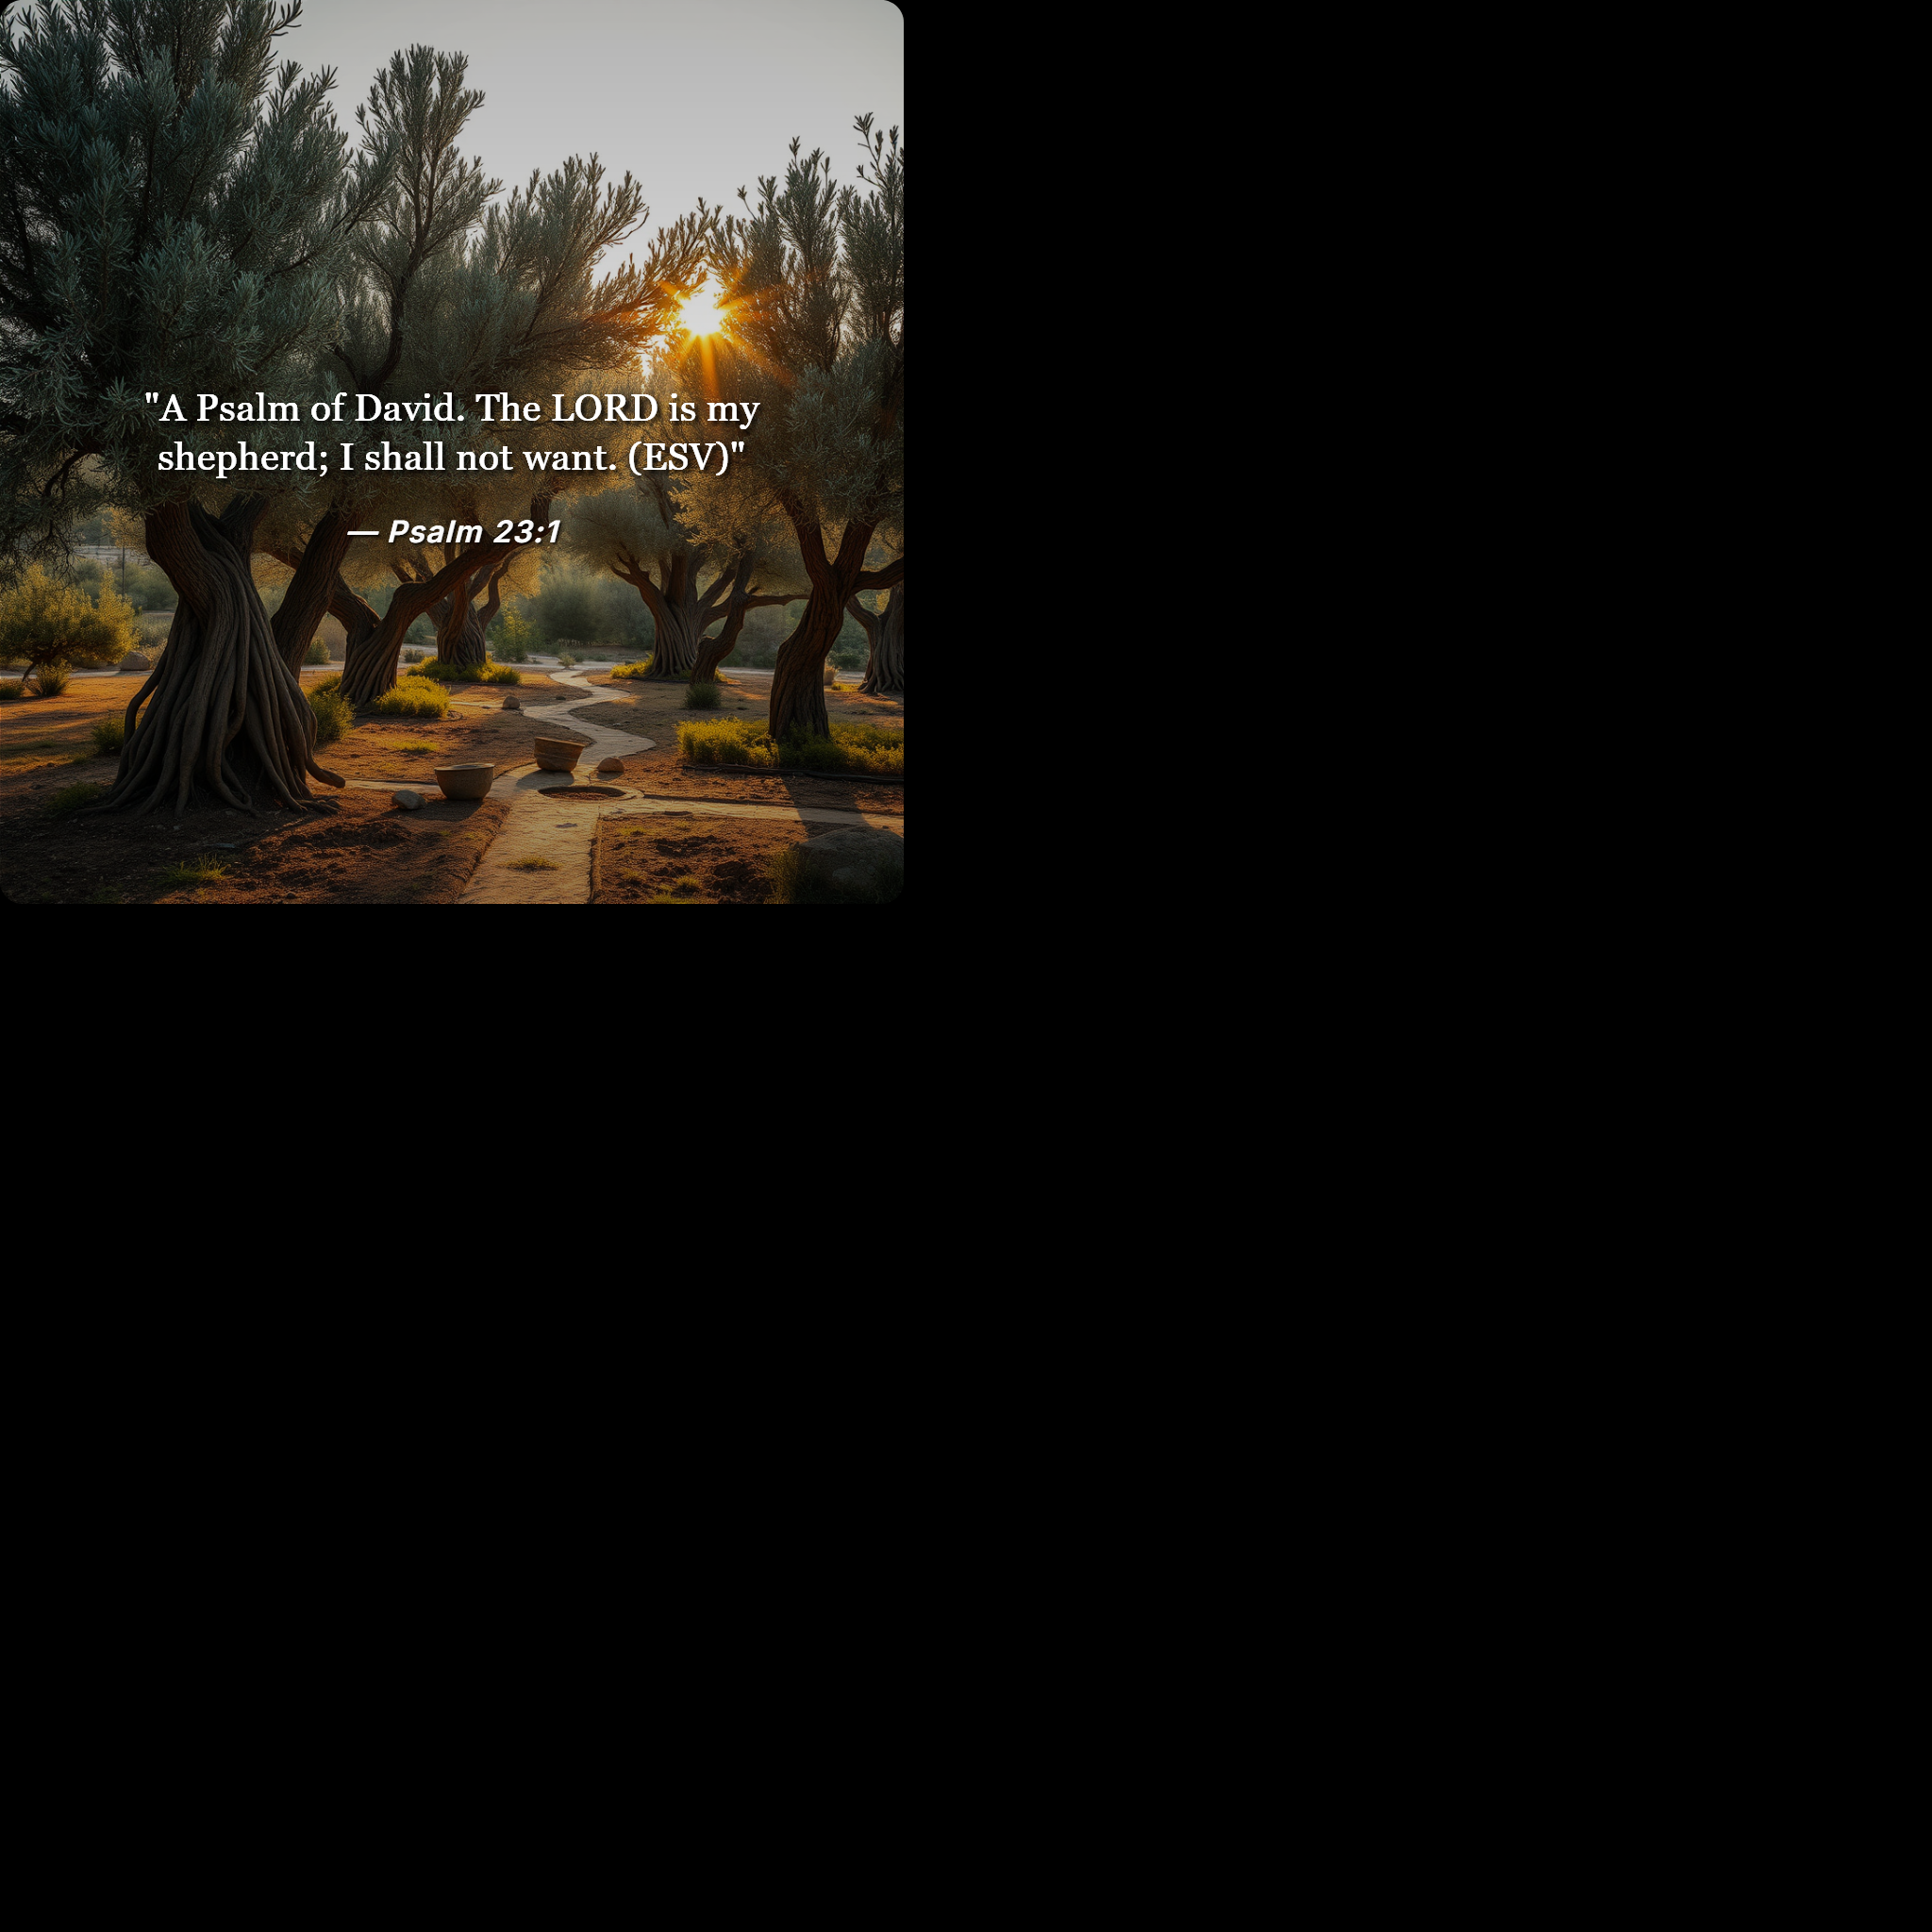 "A Psalm of David. The LORD is my
shepherd; I shall not want. (ESV)"
— Psalm 23:1